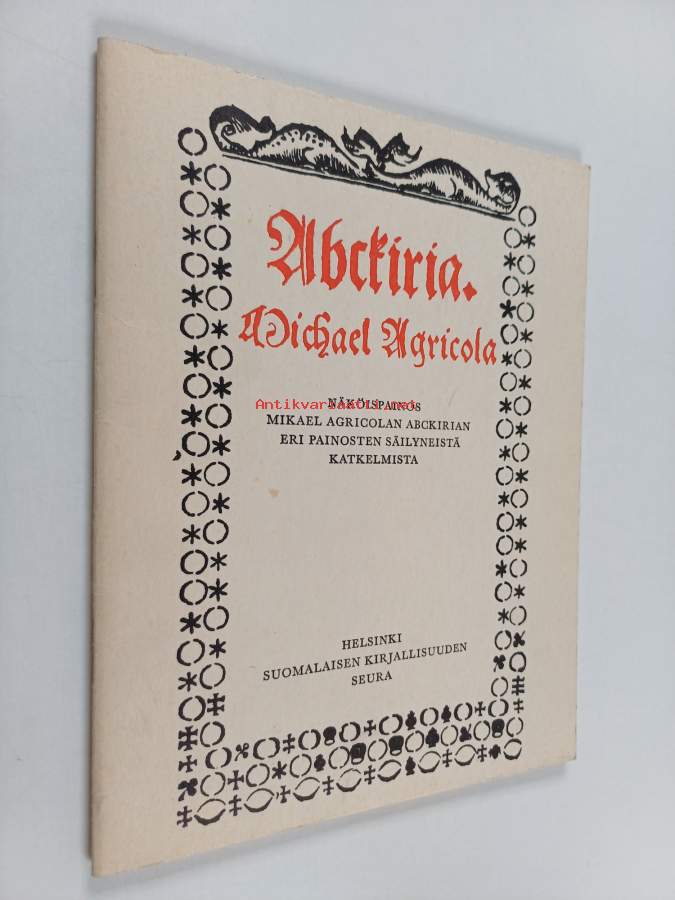 Abckiria.
Michael Agricola
NÄKÖISPAINOS
MIKAEL AGRICOLAN ABCKIRIAN
ERI PAINOSTEN SÄILYNEISTÄ
KATKELMISTA
HELSINKI
SUOMALAISEN KIRJALLISUUDEN
SEURA
Antikvariaatti.net